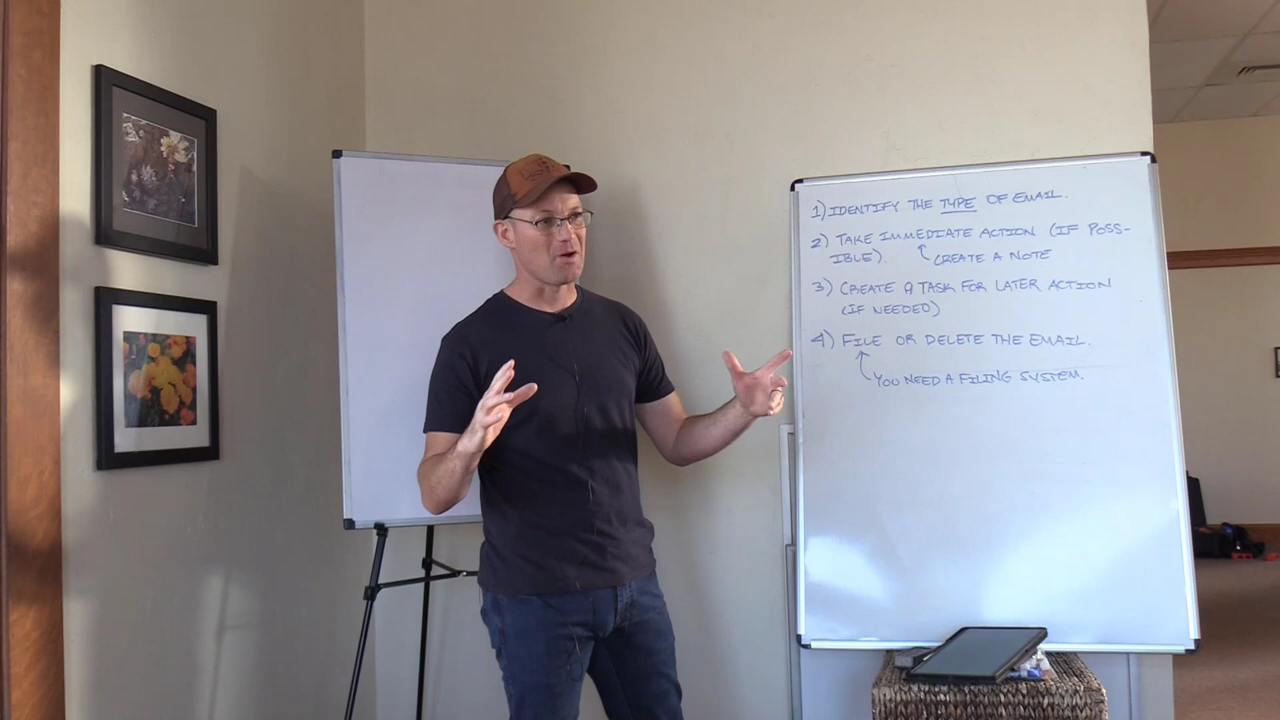 1) IDENTIFY THE TYPE OF EMAIL.
2) TAKE IMMEDIATE ACTION (IF POSS-
IBLE). CREATE A NOTE
3) CREATE A TASK FOR LATER ACTION
(IF NEEDED)
4) FILE OR DELETE THE EMAIL.
YOU NEED A FILING SYSTEM.